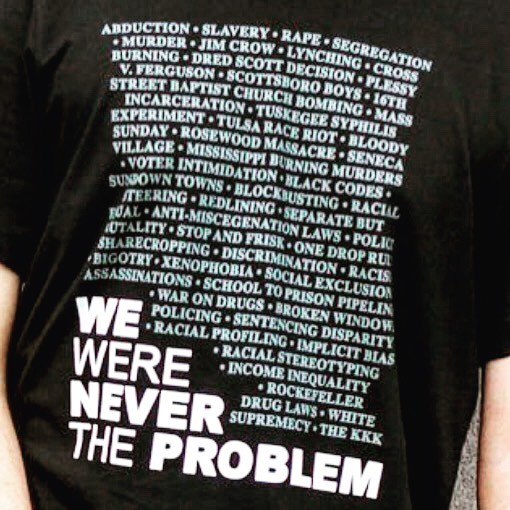 ABDUCTION • SLAVERY • RAPE • SEGREGATION
• MURDER • JIM CROW • LYNCHING • CROSS
BURNING • DRED SCOTT DECISION • PLESSY
V. FERGUSON • SCOTTSBORO BOYS • 16TH
STREET BAPTIST CHURCH BOMBING • MASS
INCARCERATION • TUSKEGEE SYPHILIS
EXPERIMENT • TULSA RACE RIOT • BLOODY
SUNDAY • ROSEWOOD MASSACRE • SENECA
VILLAGE • MISSISSIPPI BURNING MURDERS
• VOTER INTIMIDATION • BLACK CODES •
SUNDOWN TOWNS • BLOCKBUSTING • RACIAL
STEERING • REDLINING • SEPARATE BUT
EQUAL • ANTI-MISCEGENATION LAWS • POLIC
BRUTALITY • STOP AND FRISK • ONE DROP RUL
SHARECROPPING • DISCRIMINATION • RACIS
• BIGOTRY • XENOPHOBIA • SOCIAL EXCLUSION
ASSASSINATIONS • SCHOOL TO PRISON PIPELIN
• WAR ON DRUGS • BROKEN WINDOW
POLICING • SENTENCING DISPARITY
• RACIAL PROFILING • IMPLICIT BIAS
• RACIAL STEREOTYPING
• INCOME INEQUALITY
• ROCKEFELLER
DRUG LAWS • WHITE
SUPREMECY • THE KKK
WE
WERE
NEVER
THE PROBLEM